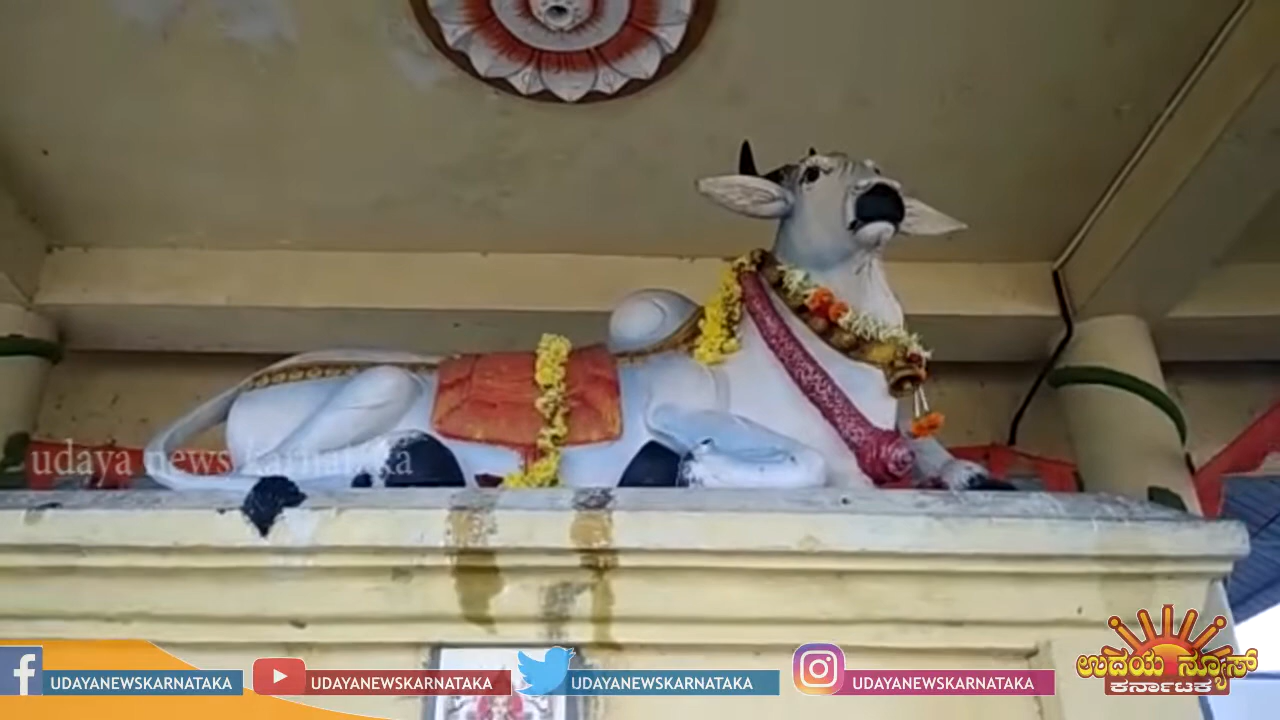 udaya news karnataka
UDAYANEWSKARNATAKA
UDAYANEWSKARNATAKA
UDAYANEWSKARNATAKA
UDAYANEWSKARNATAKA
ಉದಯ ನ್ಯೂಸ್
ಕರ್ನಾಟಕ